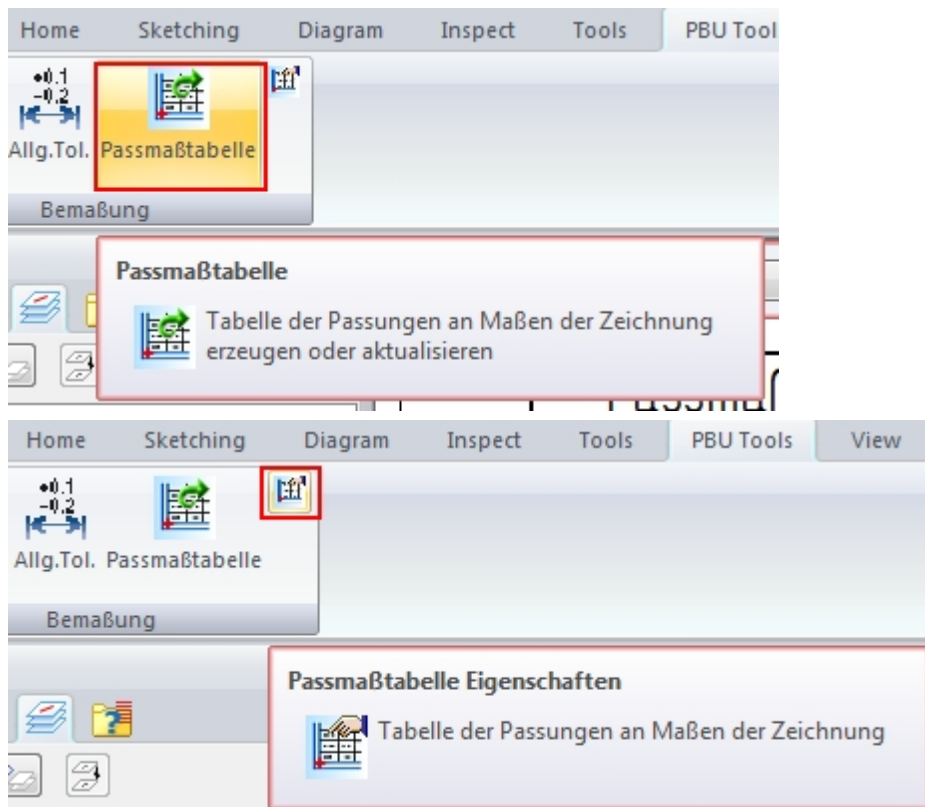 Home Sketching Diagram Inspect Tools PBU Tool
+0.1
-0.2
Allg.Tol. Passmaßtabelle
Bemaßung
Passmaßtabelle
Tabelle der Passungen an Maßen der Zeichnung
erzeugen oder aktualisieren
Home Sketching Diagram Inspect Tools PBU Tools View
+0.1
-0.2
Allg.Tol. Passmaßtabelle
Bemaßung
Passmaßtabelle Eigenschaften
Tabelle der Passungen an Maßen der Zeichnung